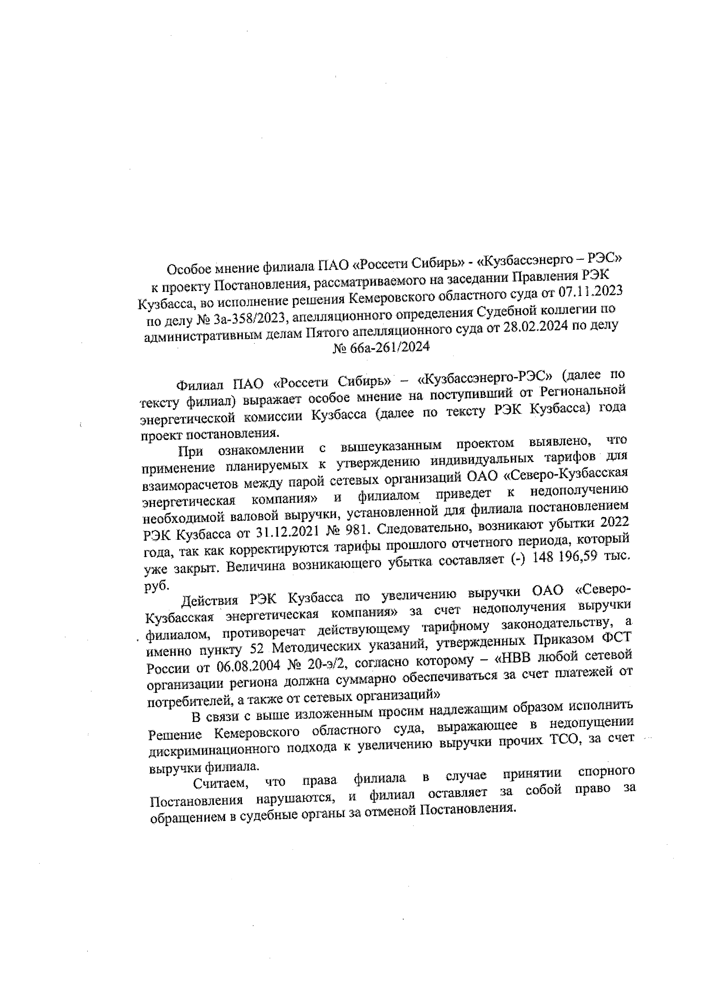 Особое мнение филиала ПАО «Россети Сибирь» - «Кузбассэнерго – РЭС»
к проекту Постановления, рассматриваемого на заседании Правления РЭК
Кузбасса, во исполнение решения Кемеровского областного суда от 07.11.2023
по делу № 3а-358/2023, апелляционного определения Судебной коллегии по
административным делам Пятого апелляционного суда от 28.02.2024 по делу
№ 66а-261/2024
Филиал ПАО «Россети Сибирь» – «Кузбассэнерго-РЭС» (далее по
тексту филиал) выражает особое мнение на поступивший от Региональной
энергетической комиссии Кузбасса (далее по тексту РЭК Кузбасса) года
проект постановления.
При ознакомлении с вышеуказанным проектом выявлено, что
применение планируемых к утверждению индивидуальных тарифов для
взаиморасчетов между парой сетевых организаций ОАО «Северо-Кузбасская
энергетическая компания» и филиалом приведет к недополучению
необходимой валовой выручки, установленной для филиала постановлением
РЭК Кузбасса от 31.12.2021 № 981. Следовательно, возникают убытки 2022
года, так как корректируются тарифы прошлого отчетного периода, который
уже закрыт. Величина возникающего убытка составляет (-) 148 196,59 тыс.
руб.
Действия РЭК Кузбасса по увеличению выручки ОАО «Северо-
Кузбасская энергетическая компания» за счет недополучения выручки
филиалом, противоречат действующему тарифному законодательству, а
именно пункту 52 Методических указаний, утвержденных Приказом ФСТ
России от 06.08.2004 № 20-э/2, согласно которому – «НВВ любой сетевой
организации региона должна суммарно обеспечиваться за счет платежей от
потребителей, а также от сетевых организаций»
В связи с выше изложенным просим надлежащим образом исполнить
Решение Кемеровского областного суда, выражающее в недопущении
дискриминационного подхода к увеличению выручки прочих ТСО, за счет
выручки филиала.
Считаем, что права филиала в случае принятии спорного
Постановления нарушаются, и филиал оставляет за собой право за
обращением в судебные органы за отменой Постановления.